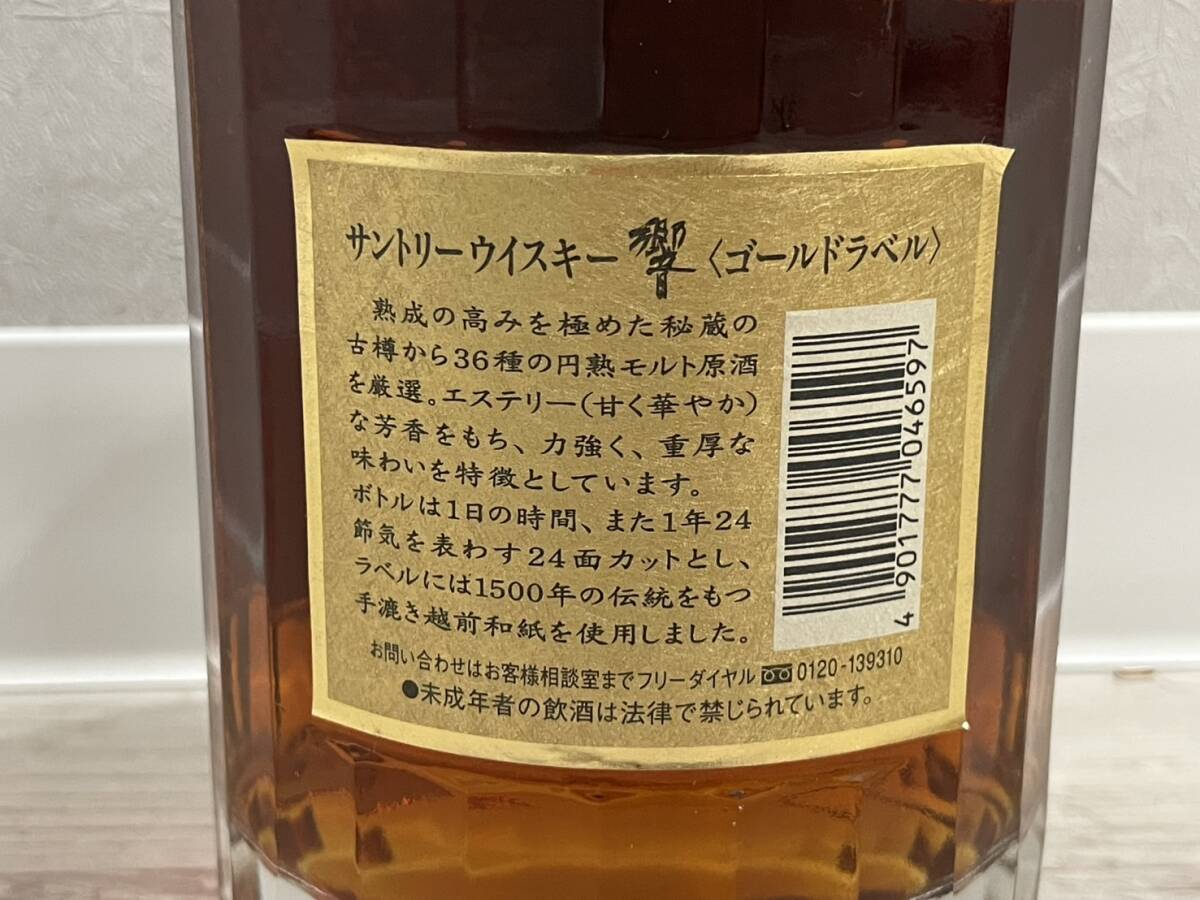 サントリーウイスキー 響〈ゴールドラベル〉
熟成の高みを極めた秘蔵の
古樽から36種の円熟モルト原酒
を厳選。エステリー(甘く華やか)
な芳香をもち、力強く、重厚な
味わいを特徴としています。
ボトルは1日の時間、また1年24
節気を表わす24面カットとし、
ラベルには1500年の伝統をもつ
手漉き越前和紙を使用しました。
お問い合わせはお客様相談室までフリーダイヤル 0120-139310
●未成年者の飲酒は法律で禁じられています。
4 901777 046597